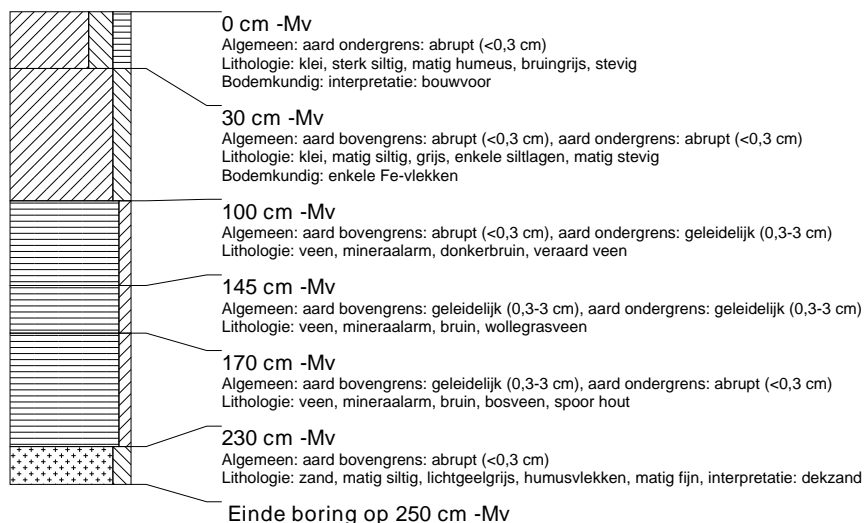 0 cm -Mv
Algemeen: aard ondergrens: abrupt (<0,3 cm)
Lithologie: klei, sterk siltig, matig humeus, bruingrijs, stevig
Bodemkundig: interpretatie: bouwvoor
30 cm -Mv
Algemeen: aard bovengrens: abrupt (<0,3 cm), aard ondergrens: abrupt (<0,3 cm)
Lithologie: klei, matig siltig, grijs, enkele siltlagen, matig stevig
Bodemkundig: enkele Fe-vlekken
100 cm -Mv
Algemeen: aard bovengrens: abrupt (<0,3 cm), aard ondergrens: geleidelijk (0,3-3 cm)
Lithologie: veen, mineraalarm, donkerbruin, veraard veen
145 cm -Mv
Algemeen: aard bovengrens: geleidelijk (0,3-3 cm), aard ondergrens: geleidelijk (0,3-3 cm)
Lithologie: veen, mineraalarm, bruin, wollegrasveen
170 cm -Mv
Algemeen: aard bovengrens: geleidelijk (0,3-3 cm), aard ondergrens: abrupt (<0,3 cm)
Lithologie: veen, mineraalarm, bruin, bosveen, spoor hout
230 cm -Mv
Algemeen: aard bovengrens: abrupt (<0,3 cm)
Lithologie: zand, matig siltig, lichtgeelgrijs, humusvlekken, matig fijn, interpretatie: dekzand
Einde boring op 250 cm -Mv